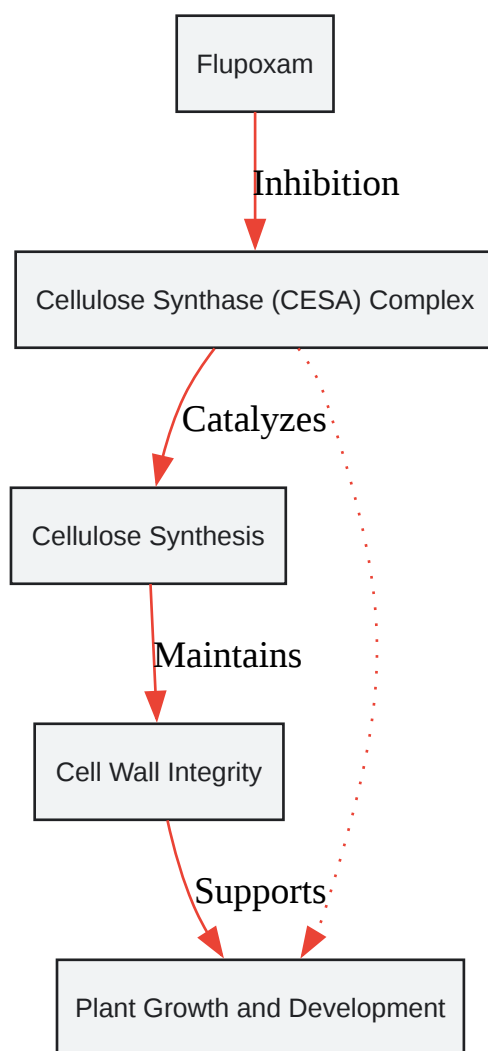 Flupoxam
Inhibition
Cellulose Synthase (CESA) Complex
Catalyzes
Cellulose Synthesis
Maintains
Cell Wall Integrity
Supports
Plant Growth and Development